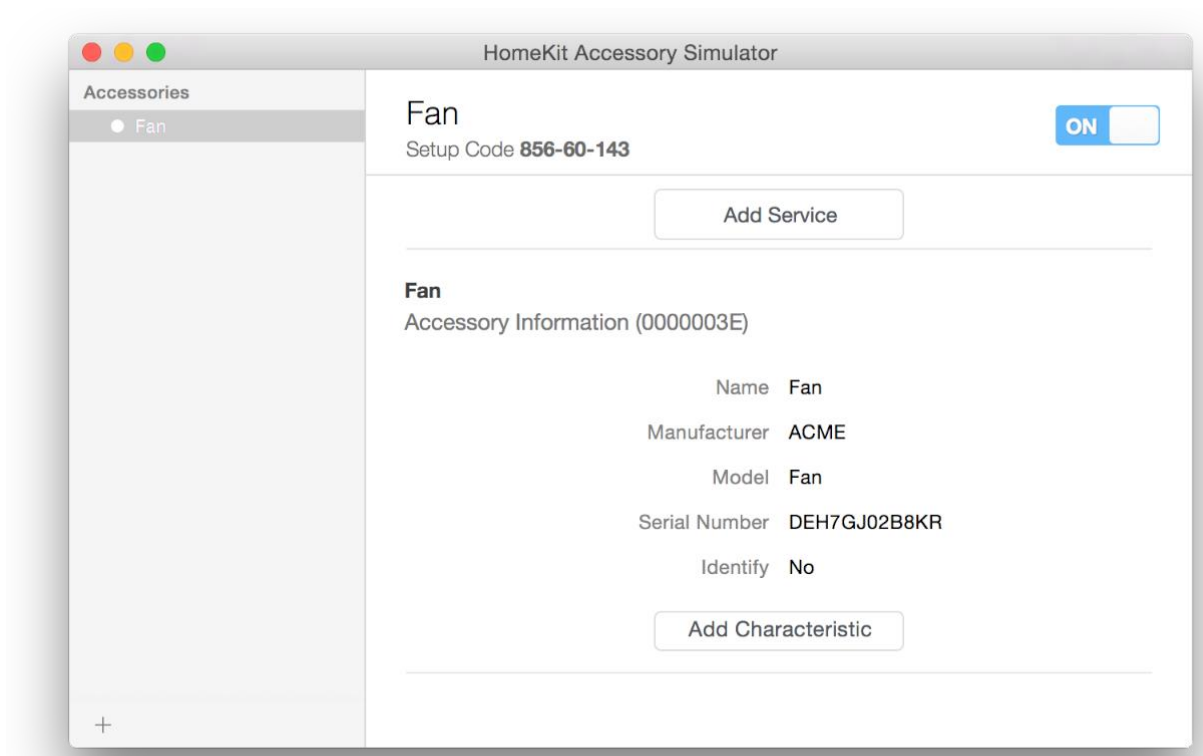 HomeKit Accessory Simulator
Accessories
Fan
Fan
Setup Code 856-60-143
ON
Add Service
Fan
Accessory Information (0000003E)
Name Fan
Manufacturer ACME
Model Fan
Serial Number DEH7GJ02B8KR
Identify No
Add Characteristic
+